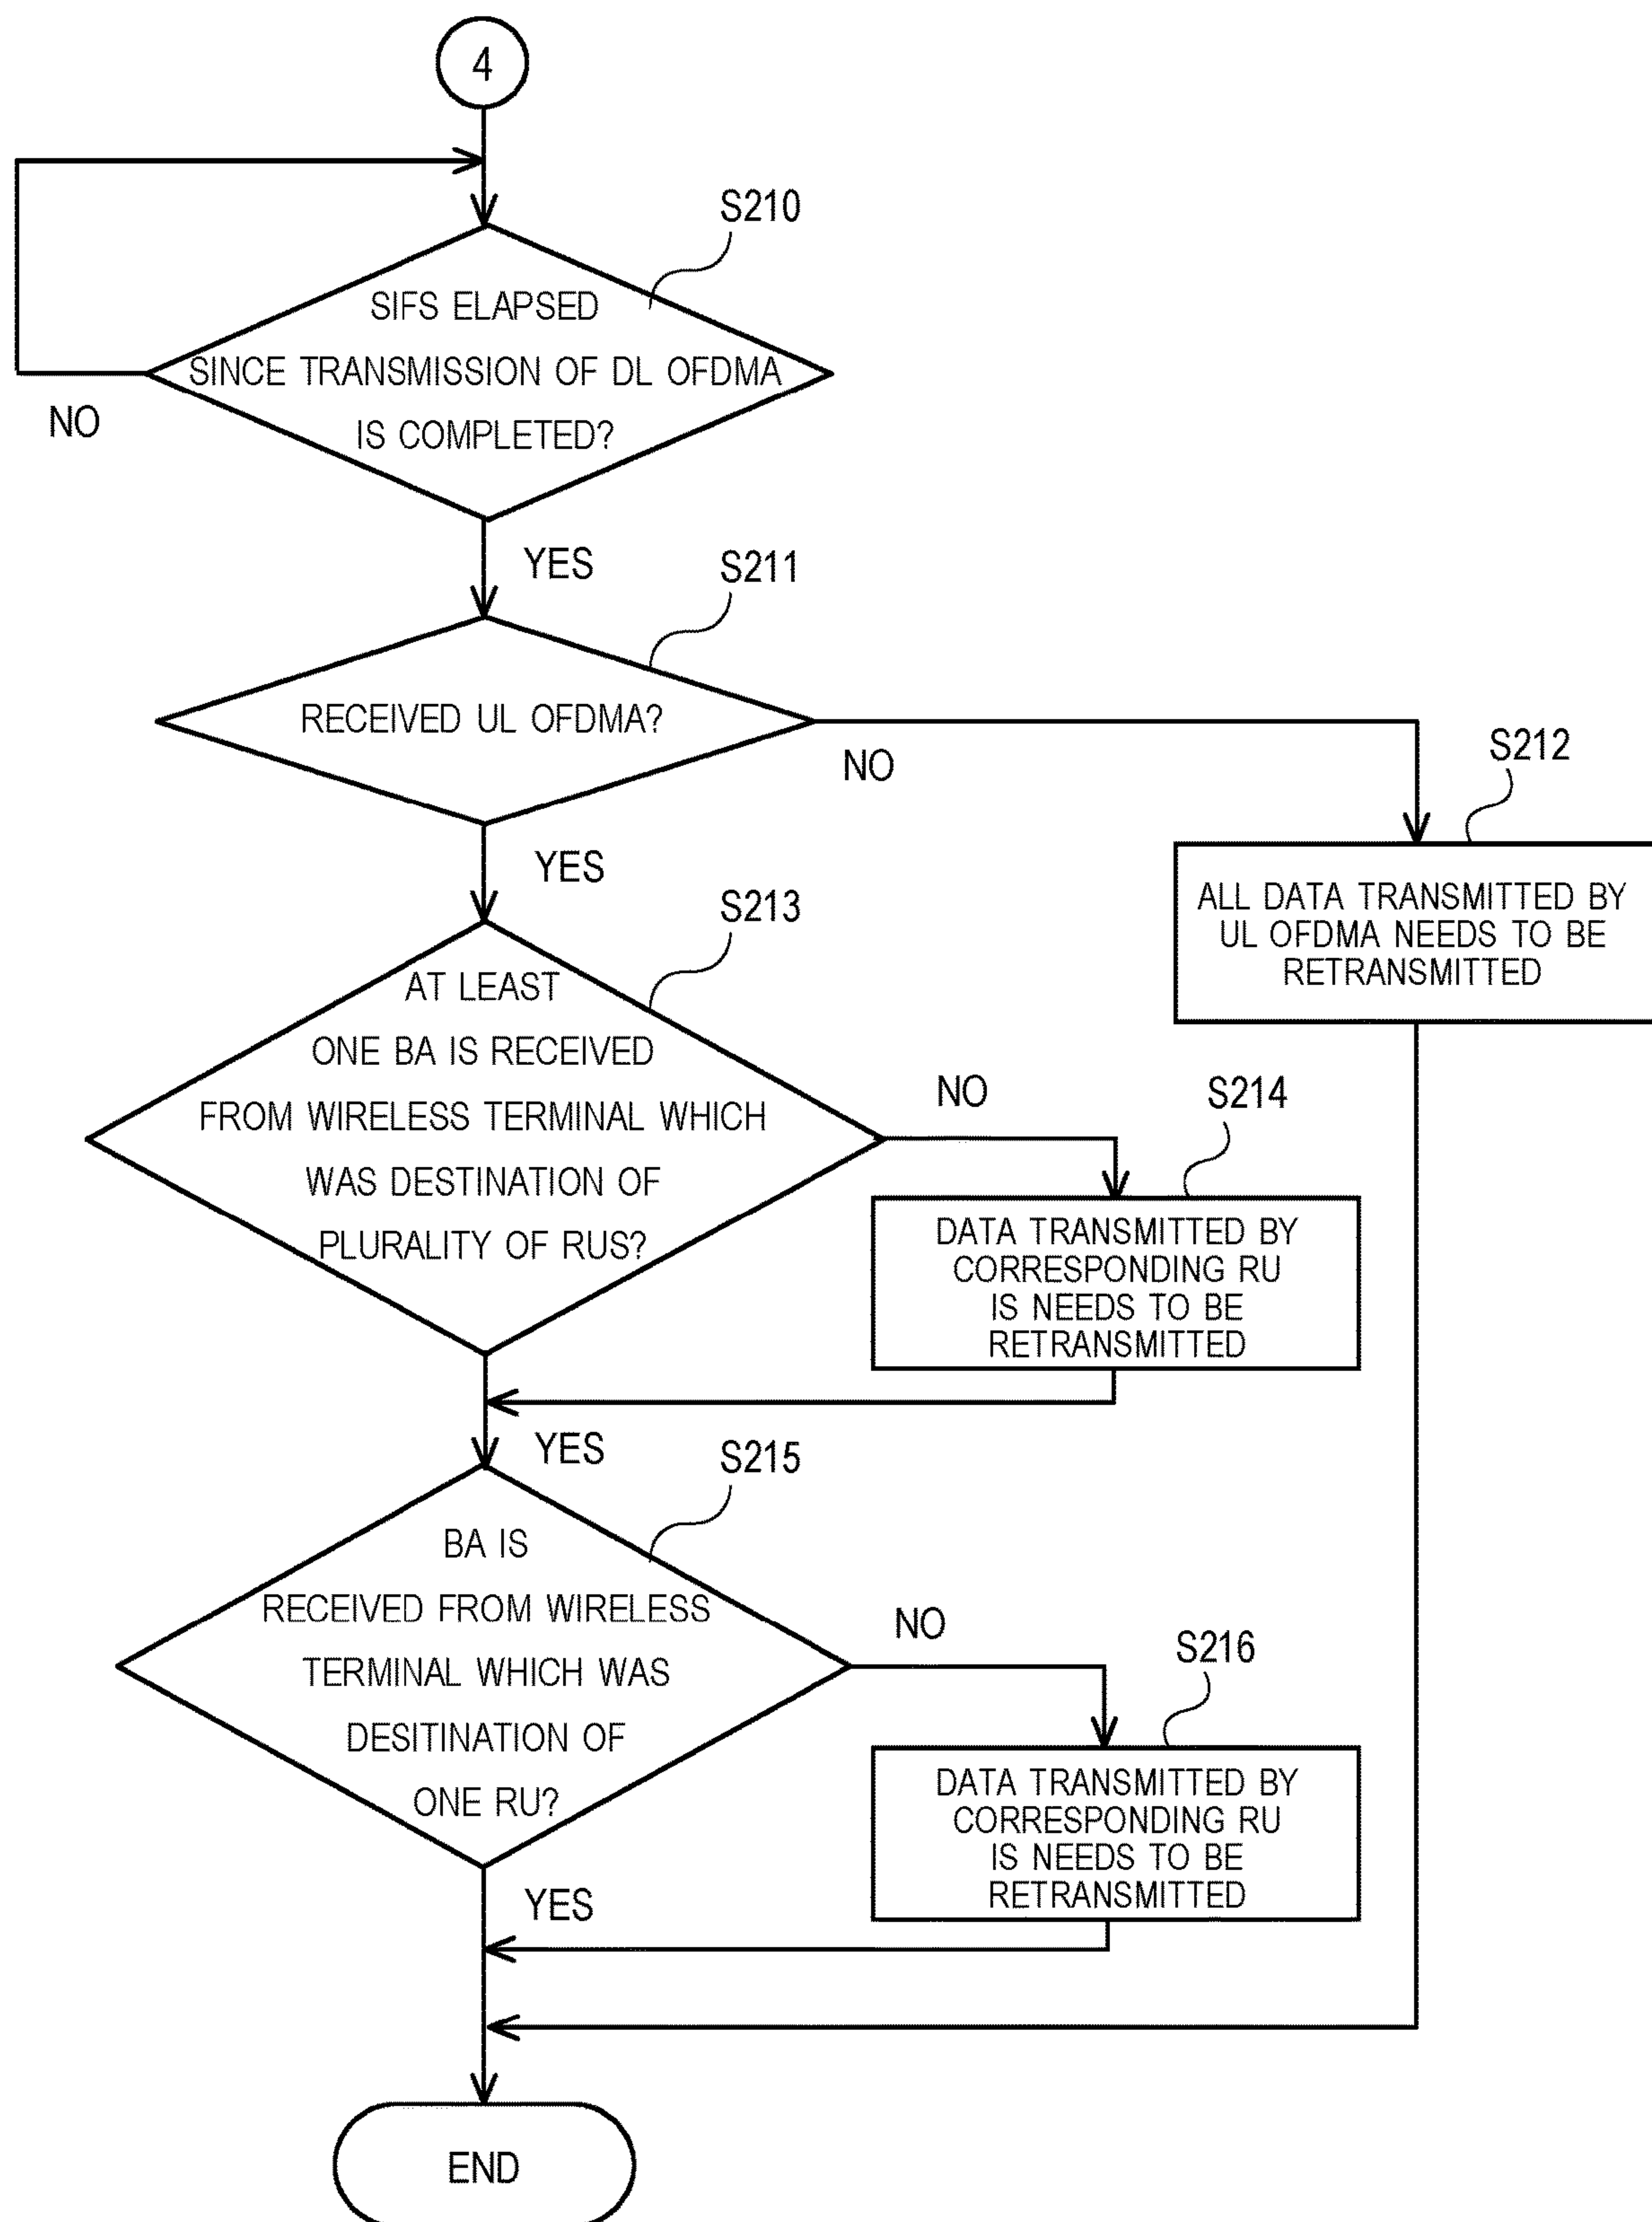 4
S210
SIFS ELAPSED
SINCE TRANSMISSION OF DL OFDMA
IS COMPLETED?
NO
YES
S211
RECEIVED UL OFDMA?
NO
S212
ALL DATA TRANSMITTED BY
UL OFDMA NEEDS TO BE
RETRANSMITTED
YES
S213
AT LEAST
ONE BA IS RECEIVED
FROM WIRELESS TERMINAL WHICH
WAS DESTINATION OF
PLURALITY OF RUS?
NO
S214
DATA TRANSMITTED BY
CORRESPONDING RU
IS NEEDS TO BE
RETRANSMITTED
YES
S215
BA IS
RECEIVED FROM WIRELESS
TERMINAL WHICH WAS
DESITINATION OF
ONE RU?
NO
S216
DATA TRANSMITTED BY
CORRESPONDING RU
IS NEEDS TO BE
RETRANSMITTED
YES
END